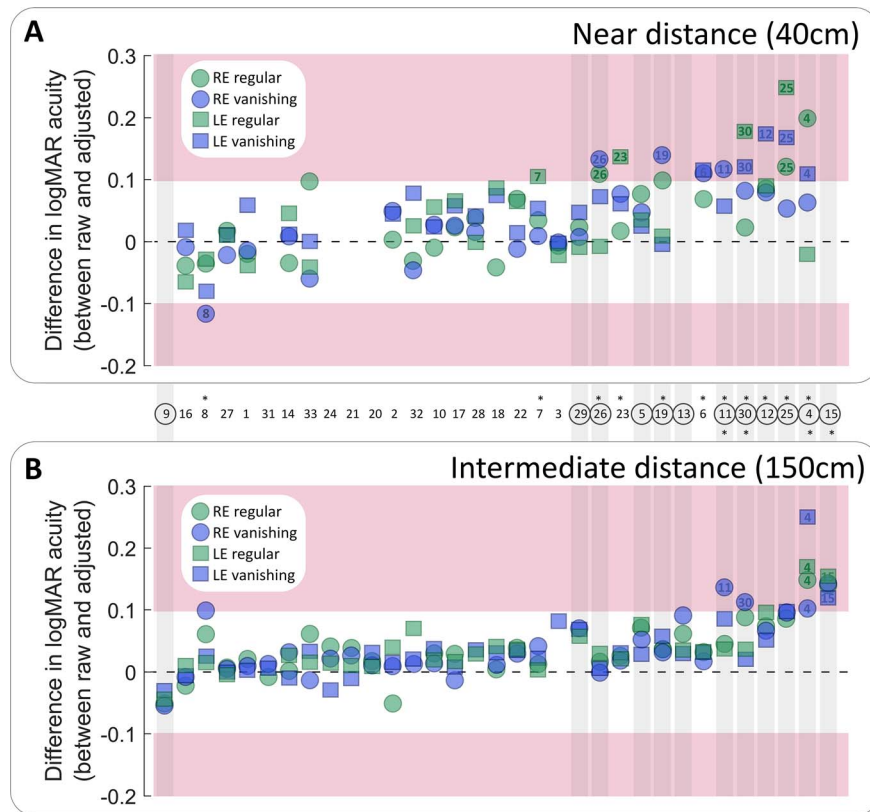 A
Near distance (40cm)
Difference in logMAR acuity
(between raw and adjusted)
0.3
0.2
0.1
0
-0.1
-0.2
RE regular
RE vanishing
LE regular
LE vanishing
8
7
26
26
23
19
6
11
30
30
12
25
25
25
4
4
* * * * * * * * * * *
9 16 8 27 1 31 14 33 24 21 20 2 32 10 17 28 18 22 7 3 29 26 23 5 19 13 6 11 30 12 25 4 15
* * * *
B
Intermediate distance (150cm)
Difference in logMAR acuity
(between raw and adjusted)
0.3
0.2
0.1
0
-0.1
-0.2
RE regular
RE vanishing
LE regular
LE vanishing
11
30
4
4
4
4
15
15